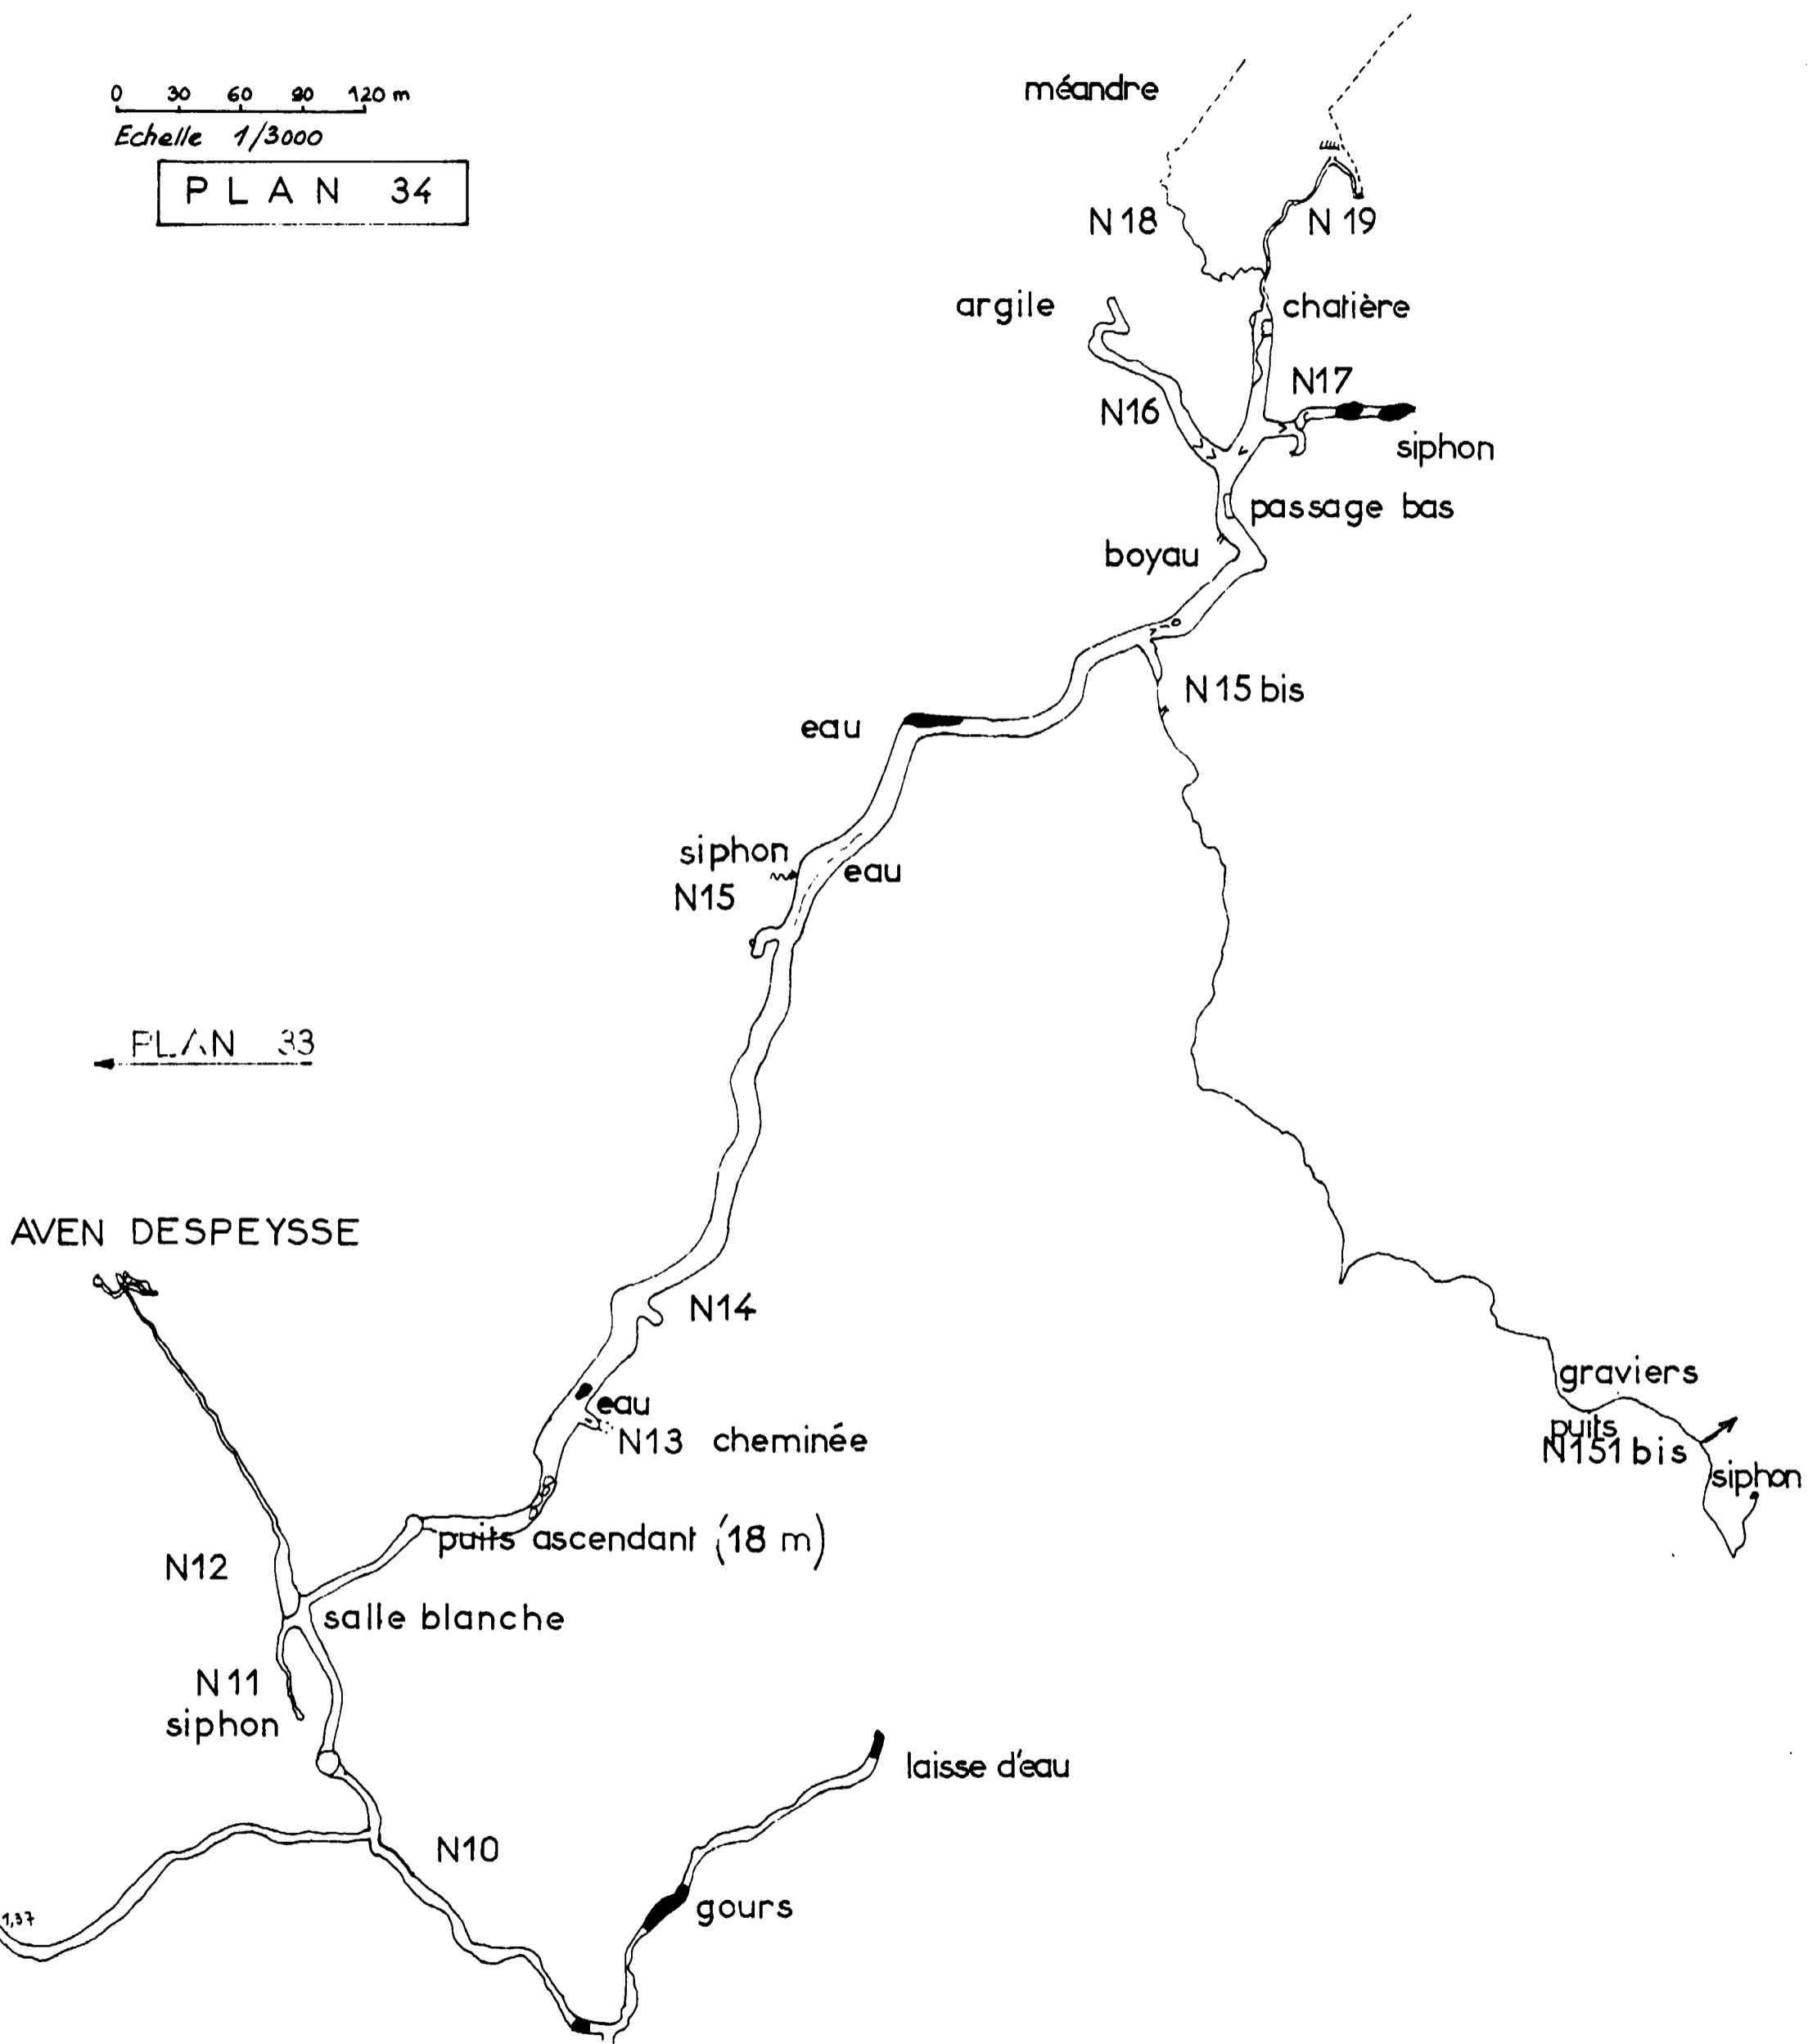 0 30 60 90 120 m
Echelle 1/3000
PLAN 34
méandre
N18
N19
argile
chatière
N17
N16
siphon
passage bas
boyau
N15 bis
eau
siphon
eau
N15
PLAN 33
AVEN DESPEYSSE
N14
graviers
eau
puits
N13 cheminée
N151 bis
siphon
puits ascendant (18 m)
N12
salle blanche
N11
siphon
laisse d'eau
N10
gours
1,37